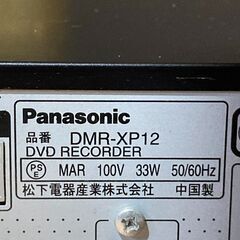 Panasonic
品番 DMR-XP12
DVD RECORDER
PSE MAR 100V 33W 50/60Hz
松下電器産業株式会社 中国製